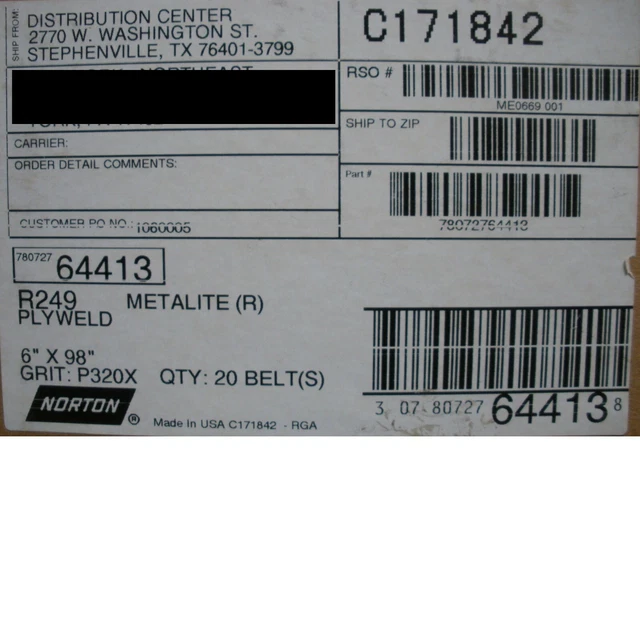 SHIP FROM:
DISTRIBUTION CENTER
2770 W. WASHINGTON ST.
STEPHENVILLE, TX 76401-3799
C171842
RSO #
ME0669 001
SHIP TO ZIP
CARRIER:
ORDER DETAIL COMMENTS:
Part #
78072764413
CUSTOMER PO NO.: 1060005
780727 64413
R249 METALITE (R)
PLYWELD
6" X 98"
GRIT: P320X QTY: 20 BELT(S)
NORTON ®
Made In USA C171842 - RGA
3 07-80727 64413 8